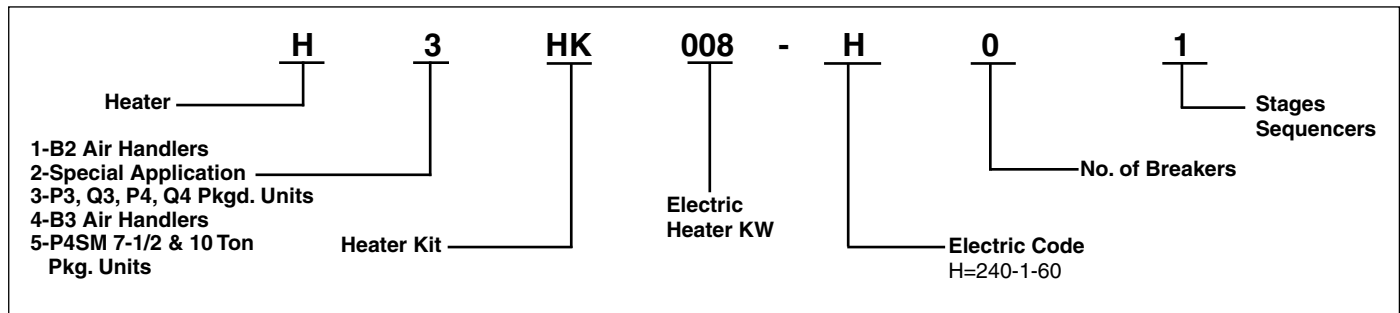 H 3 HK 008 - H 0 1
Heater
1-B2 Air Handlers
2-Special Application
3-P3, Q3, P4, Q4 Pkgd. Units
4-B3 Air Handlers
5-P4SM 7-1/2 & 10 Ton
Pkg. Units
Heater Kit
Electric
Heater KW
Electric Code
H=240-1-60
No. of Breakers
Stages
Sequencers